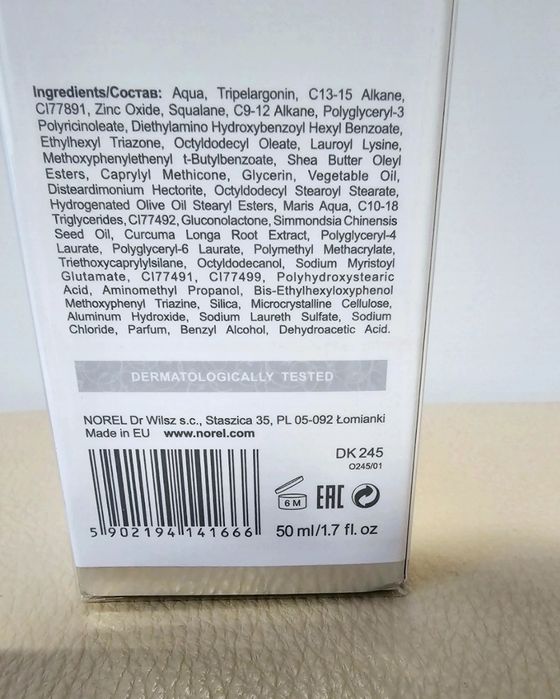 Ingredients/Состав: Aqua, Tripelargonin, C13-15 Alkane,
CI77891, Zinc Oxide, Squalane, C9-12 Alkane, Polyglyceryl-3
Polyricinoleate, Diethylamino Hydroxybenzoyl Hexyl Benzoate,
Ethylhexyl Triazone, Octyldodecyl Oleate, Lauroyl Lysine,
Methoxyphenylethenyl t-Butylbenzoate, Shea Butter Oleyl
Esters, Caprylyl Methicone, Glycerin, Vegetable Oil,
Disteardimonium Hectorite, Octyldodecyl Stearoyl Stearate,
Hydrogenated Olive Oil Stearyl Esters, Maris Aqua, C10-18
Triglycerides, CI77492, Gluconolactone, Simmondsia Chinensis
Seed Oil, Curcuma Longa Root Extract, Polyglyceryl-4
Laurate, Polyglyceryl-6 Laurate, Polymethyl Methacrylate,
Triethoxycaprylylsilane, Octyldodecanol, Sodium Myristoyl
Glutamate, CI77491, CI77499, Polyhydroxystearic
Acid, Aminomethyl Propanol, Bis-Ethylhexyloxyphenol
Methoxyphenyl Triazine, Silica, Microcrystalline Cellulose,
Aluminum Hydroxide, Sodium Laureth Sulfate, Sodium
Chloride, Parfum, Benzyl Alcohol, Dehydroacetic Acid.
DERMATOLOGICALLY TESTED
NOREL Dr Wilsz s.c., Staszica 35, PL 05-092 Łomianki
Made in EU www.norel.com
DK 245
O245/01
6 M EAC
5 902194 141666
50 ml/1.7 fl. oz